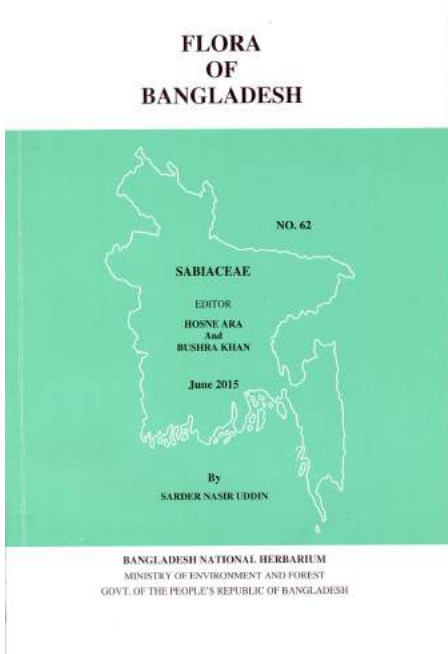 FLORA
OF
BANGLADESH
NO. 62
SABIACEAE
EDITOR
HOSNE ARA
And
BUSHRA KHAN
June 2015
By
SARDER NASIR UDDIN
BANGLADESH NATIONAL HERBARIUM
MINISTRY OF ENVIRONMENT AND FOREST
GOVT. OF THE PEOPLE'S REPUBLIC OF BANGLADESH